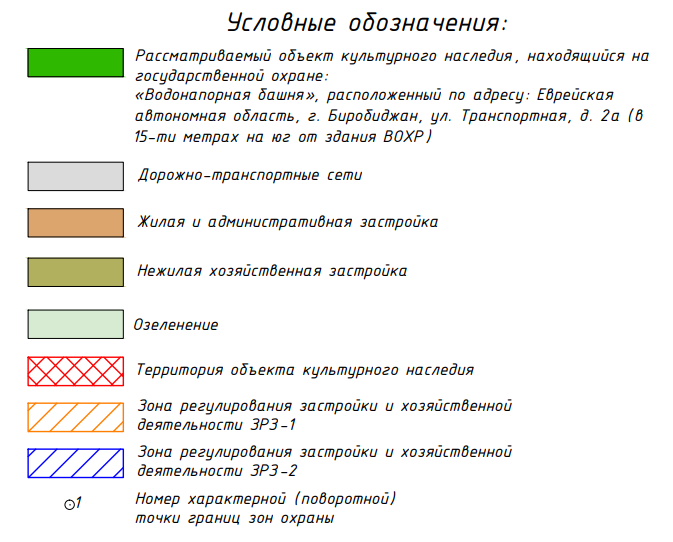 Условные обозначения:
Рассматриваемый объект культурного наследия, находящийся на
государственной охране:
«Водонапорная башня», расположенный по адресу: Еврейская
автономная область, г. Биробиджан, ул. Транспортная, д. 2а (в
15-ти метрах на юг от здания ВОХР)
Дорожно-транспортные сети
Жилая и административная застройка
Нежилая хозяйственная застройка
Озеленение
Территория объекта культурного наследия
Зона регулирования застройки и хозяйственной
деятельности ЗРЗ-1
Зона регулирования застройки и хозяйственной
деятельности ЗРЗ-2
1
Номер характерной (поворотной)
точки границ зон охраны